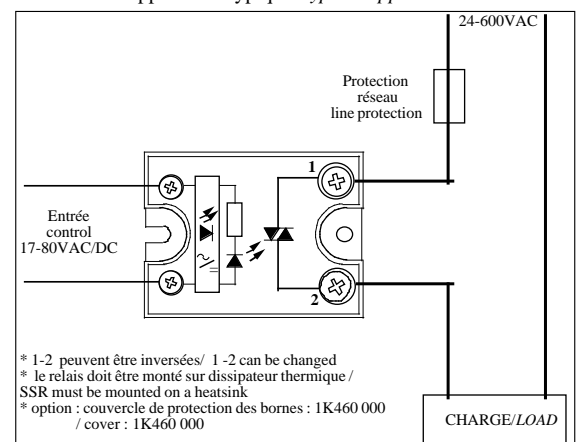 24-600VAC
Protection
réseau
line protection
1
Entrée
control
17-80VAC/DC
~/=
2
* 1-2 peuvent être inversées/ 1 -2 can be changed
* le relais doit être monté sur dissipateur thermique /
SSR must be mounted on a heatsink
* option : couvercle de protection des bornes : 1K460 000
/ cover : 1K460 000
CHARGE/LOAD